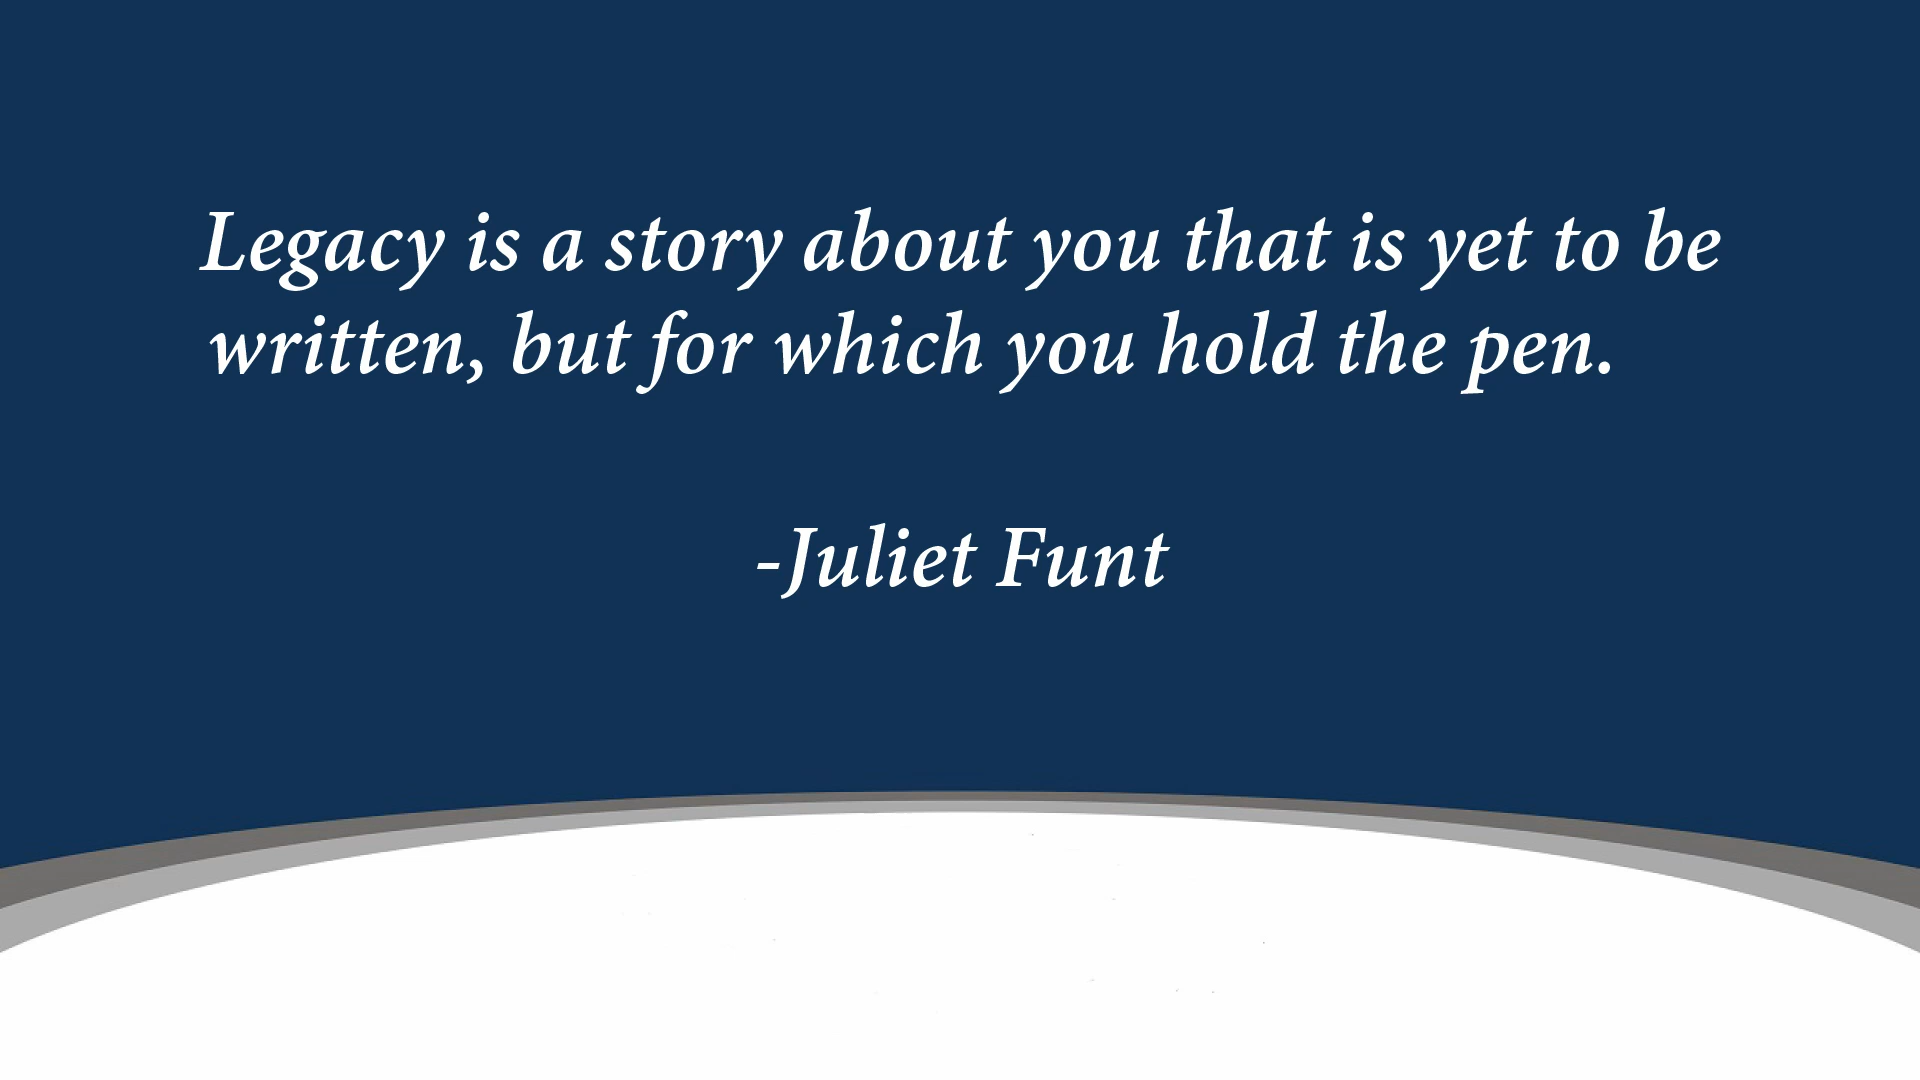 Legacy is a story about you that is yet to be
written, but for which you hold the pen.
-Juliet Funt